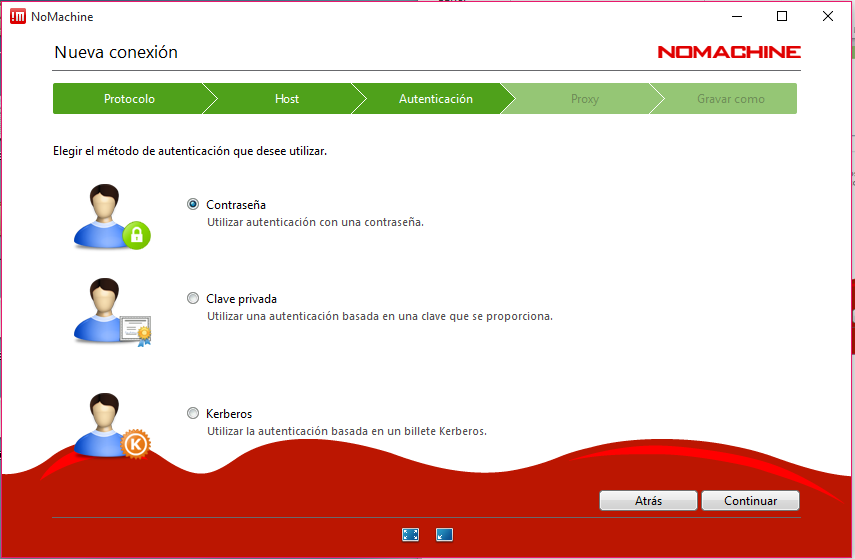 !m NoMachine
Nueva conexión
NOMACHINE
Protocolo
Host
Autenticación
Proxy
Gravar como
Elegir el método de autenticación que desee utilizar.
Contraseña
Utilizar autenticación con una contraseña.
Clave privada
Utilizar una autenticación basada en una clave que se proporciona.
K
Kerberos
Utilizar la autenticación basada en un billete Kerberos.
Atrás
Continuar